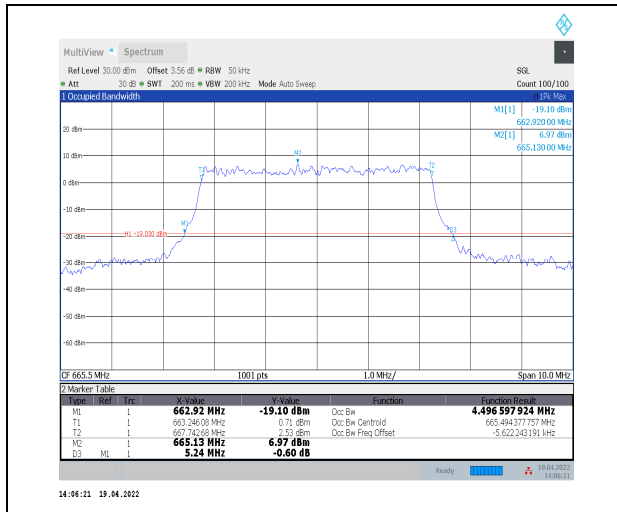 MultiView Spectrum
Ref Level 30.00 dBm Offset 3.56 dB RBW 50 kHz SGL
Att 30 dB SWT 200 ms VBW 200 kHz Mode Auto Sweep Count 100/100
1 Occupied Bandwidth 1Pk Max
M1[1] -19.10 dBm
662.92000 MHz
M2[1] 6.97 dBm
665.13000 MHz
20 dBm
10 dBm
M2
T1
T2
0 dBm
-10 dBm
M1
-20 dBm
H1 -19.030 dBm
D3
-30 dBm
-40 dBm
-50 dBm
-60 dBm
CF 665.5 MHz 1001 pts 1.0 MHz/ Span 10.0 MHz
2 Marker Table
Type Ref Trc X-Value Y-Value Function Function Result
M1 1 662.92 MHz -19.10 dBm Occ Bw 4.496 597 924 MHz
T1 1 663.24608 MHz 0.71 dBm Occ Bw Centroid 665.494 377 757 MHz
T2 1 667.74268 MHz 2.53 dBm Occ Bw Freq Offset -5.622 243 191 kHz
M2 1 665.13 MHz 6.97 dBm
D3 M1 1 5.24 MHz -0.60 dB
Ready 19.04.2022
14:06:21
14:06:21 19.04.2022